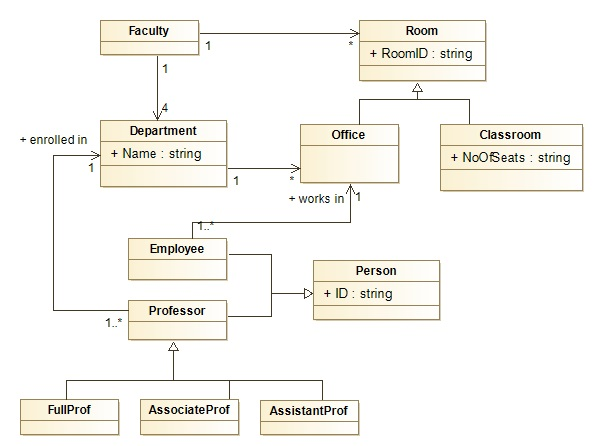 Faculty
Room
+ RoomID : string
1
*
1
4
Department
+ Name : string
Office
Classroom
+ NoOfSeats : string
+ enrolled in
1
1
*
+ works in
1
1..*
Employee
Person
+ ID : string
Professor
1..*
FullProf
AssociateProf
AssistantProf